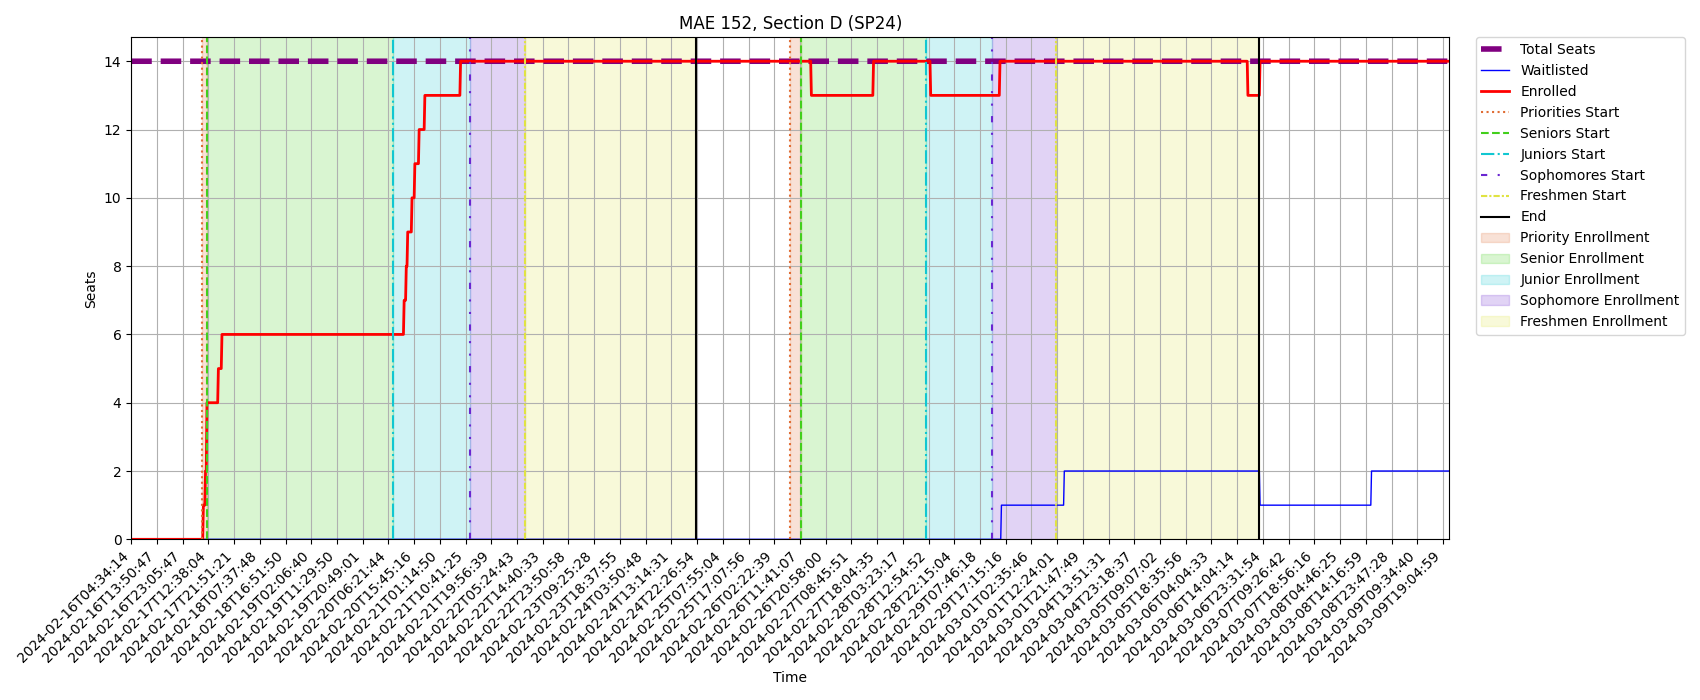 MAE 152, Section D (SP24)
Seats
14
12
10
8
6
4
2
0
2024-02-16T04:34:14
2024-02-16T13:50:47
2024-02-16T23:05:47
2024-02-17T12:38:04
2024-02-17T21:51:22
2024-02-18T07:37:48
2024-02-18T16:51:50
2024-02-19T02:06:40
2024-02-19T11:29:50
2024-02-19T20:49:01
2024-02-20T06:21:44
2024-02-20T15:45:16
2024-02-21T01:14:50
2024-02-21T10:41:25
2024-02-21T19:56:39
2024-02-22T05:24:43
2024-02-22T14:40:33
2024-02-22T23:50:58
2024-02-23T09:25:28
2024-02-23T18:37:55
2024-02-24T03:50:48
2024-02-24T13:14:31
2024-02-24T22:26:54
2024-02-25T07:55:04
2024-02-25T17:07:56
2024-02-26T02:22:39
2024-02-26T11:41:07
2024-02-26T20:58:00
2024-02-27T08:45:51
2024-02-27T18:04:35
2024-02-28T03:23:17
2024-02-28T12:54:52
2024-02-28T22:15:04
2024-02-29T07:46:18
2024-02-29T17:15:16
2024-03-01T02:35:46
2024-03-01T12:24:01
2024-03-01T21:47:49
2024-03-04T13:51:31
2024-03-04T23:18:37
2024-03-05T09:07:02
2024-03-05T18:35:56
2024-03-06T04:04:33
2024-03-06T14:04:14
2024-03-06T23:31:54
2024-03-07T09:26:42
2024-03-07T18:56:16
2024-03-08T04:46:25
2024-03-08T14:16:59
2024-03-08T23:47:28
2024-03-09T09:34:40
2024-03-09T19:04:59
Time
Total Seats
Waitlisted
Enrolled
Priorities Start
Seniors Start
Juniors Start
Sophomores Start
Freshmen Start
End
Priority Enrollment
Senior Enrollment
Junior Enrollment
Sophomore Enrollment
Freshmen Enrollment